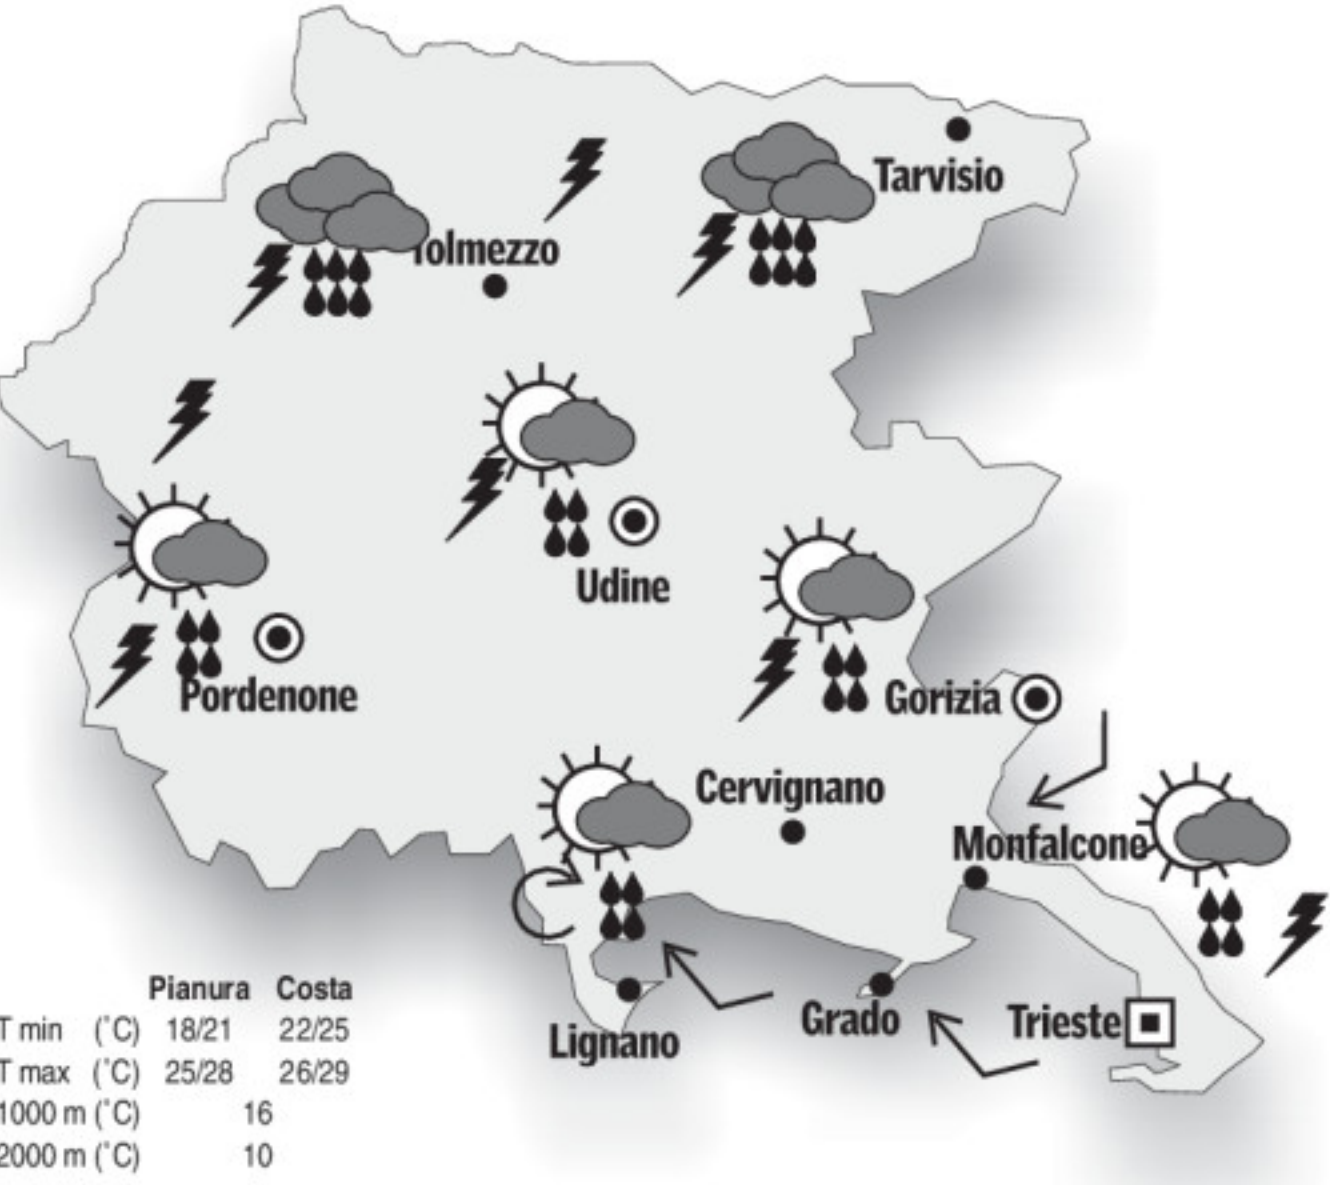 Tarvisio
Tolmezzo
Udine
Pordenone
Gorizia
Cervignano
Monfalcone
Lignano
Grado
Trieste
Pianura Costa
T min (°C) 18/21 22/25
T max (°C) 25/28 26/29
1000 m (°C) 16
2000 m (°C) 10